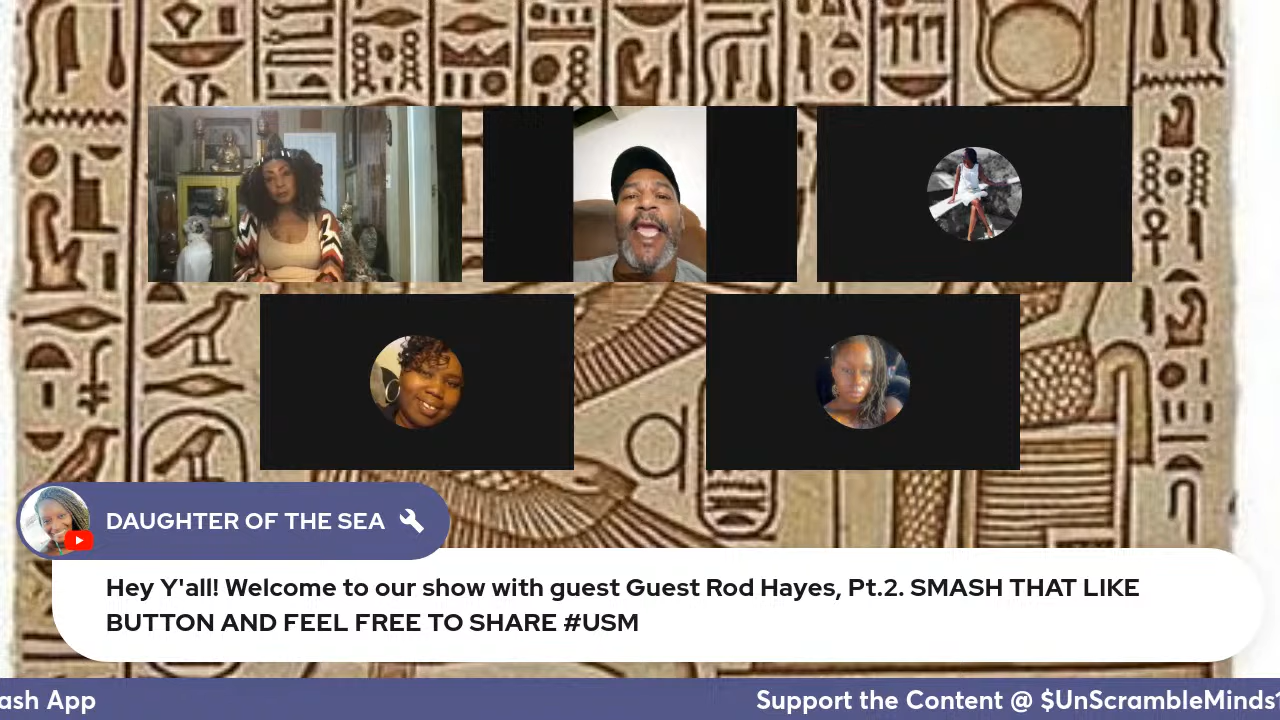 DAUGHTER OF THE SEA
Hey Y'all! Welcome to our show with guest Guest Rod Hayes, Pt.2. SMASH THAT LIKE
BUTTON AND FEEL FREE TO SHARE #USM
ash App
Support the Content @ $UnScrambleMinds